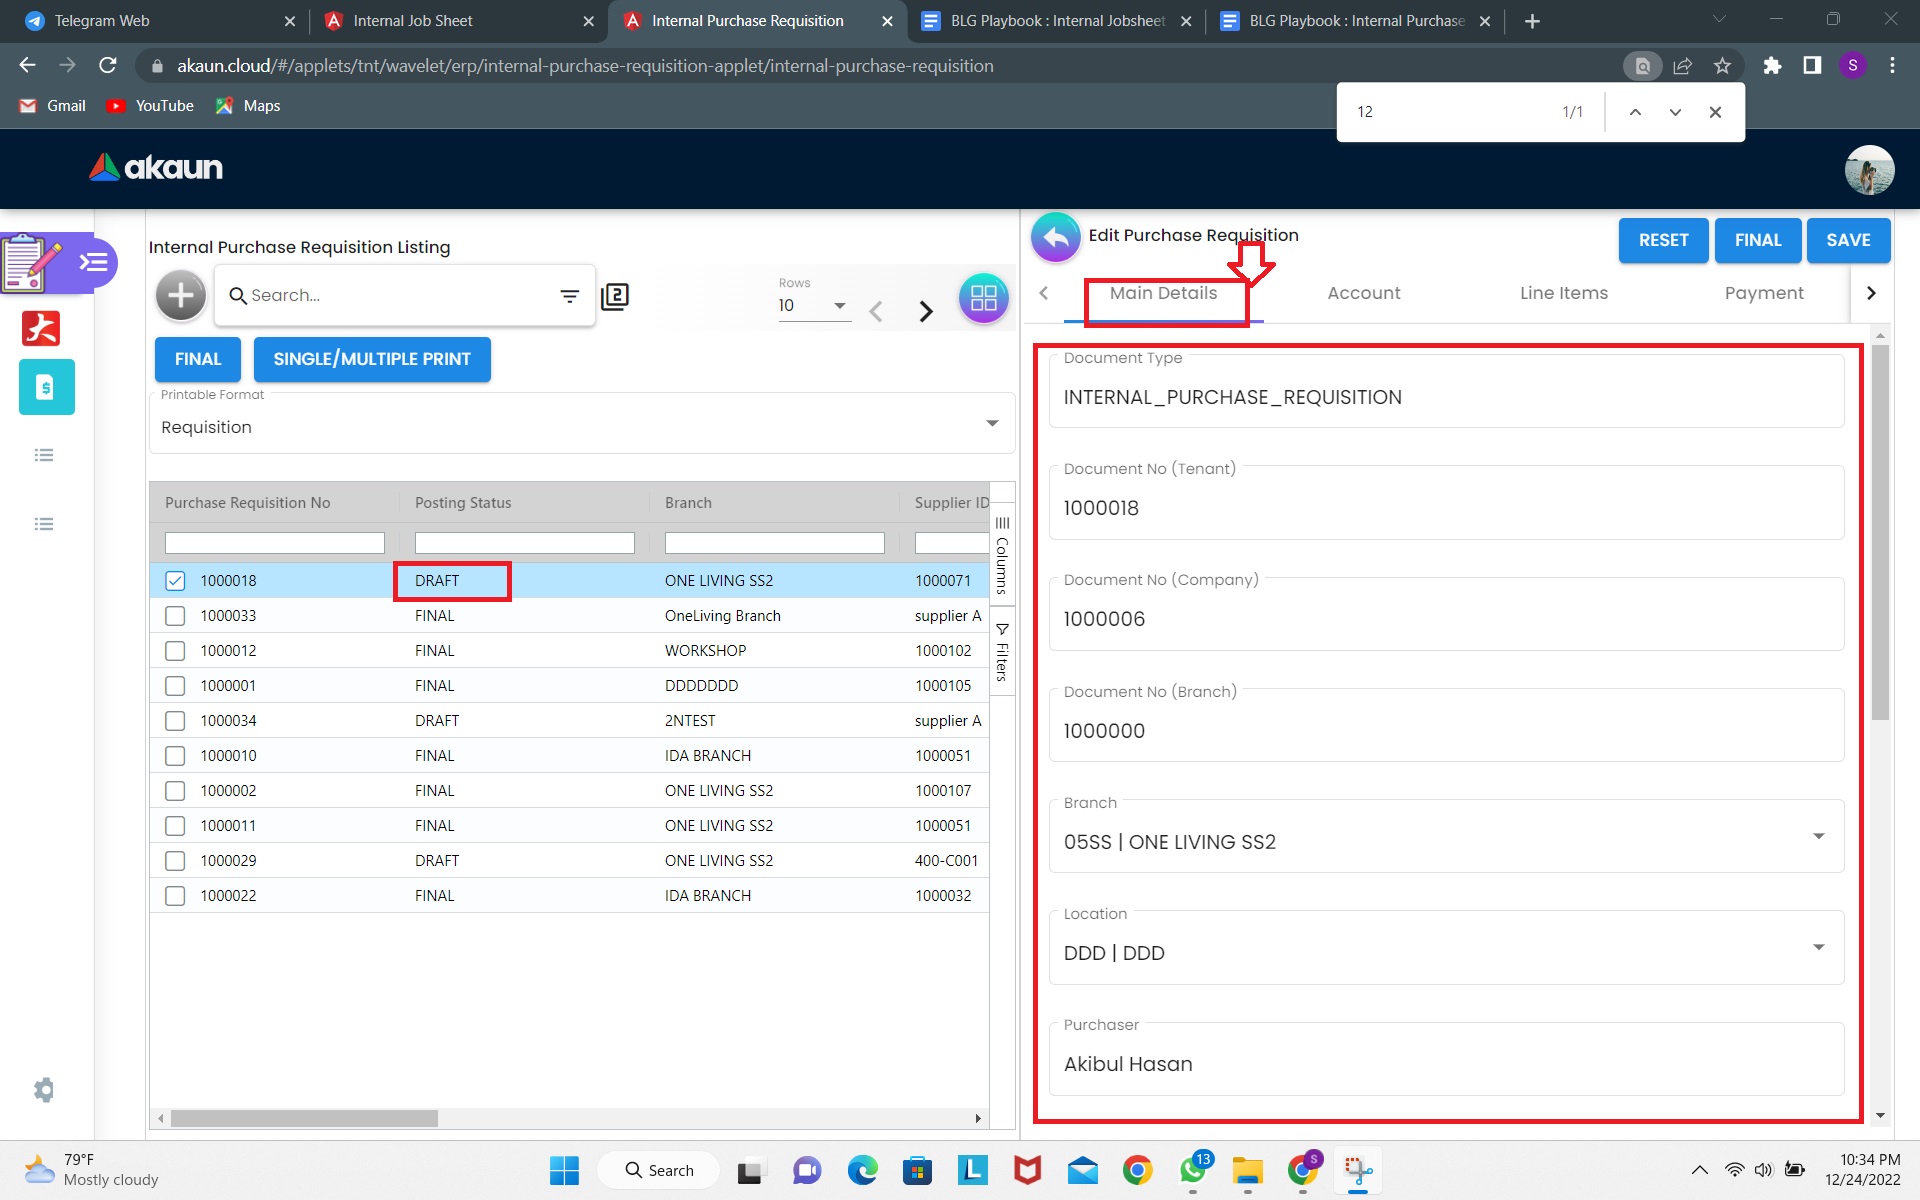 Telegram Web
Internal Job Sheet
Internal Purchase Requisition
BLG Playbook : Internal Jobsheet
BLG Playbook : Internal Purchase
akaun.cloud/#/applets/tnt/wavelet/erp/internal-purchase-requisition-applet/internal-purchase-requisition
S
Gmail
YouTube
Maps
12
1/1
akaun
Internal Purchase Requisition Listing
Search...
2
Rows
10
FINAL
SINGLE/MULTIPLE PRINT
Printable Format
Requisition
Purchase Requisition No Posting Status Branch Supplier ID
1000018 DRAFT ONE LIVING SS2 1000071
1000033 FINAL OneLiving Branch supplier A
1000012 FINAL WORKSHOP 1000102
1000001 FINAL DDDDDDD 1000105
1000034 DRAFT 2NTEST supplier A
1000010 FINAL IDA BRANCH 1000051
1000002 FINAL ONE LIVING SS2 1000107
1000011 FINAL ONE LIVING SS2 1000051
1000029 DRAFT ONE LIVING SS2 400-C001
1000022 FINAL IDA BRANCH 1000032
Columns
Filters
Edit Purchase Requisition
RESET
FINAL
SAVE
Main Details
Account
Line Items
Payment
Document Type
INTERNAL_PURCHASE_REQUISITION
Document No (Tenant)
1000018
Document No (Company)
1000006
Document No (Branch)
1000000
Branch
05SS | ONE LIVING SS2
Location
DDD | DDD
Purchaser
Akibul Hasan
79°F
Mostly cloudy
Search
L
13
S
10:34 PM
12/24/2022